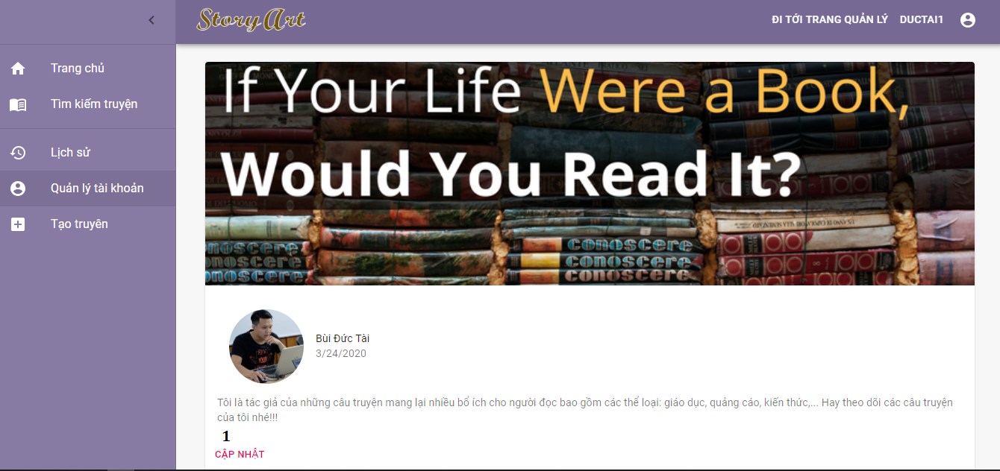 Story Art
ĐI TỚI TRANG QUẢN LÝ DUCTAI1
Trang chủ
Tìm kiếm truyện
Lịch sử
Quản lý tài khoản
Tạo truyên
If Your Life Were a Book,
Would You Read It?
CONOSCERE
CONOSCERE
CONOSCERE
CONOSCERE
CONOSCERE
Bùi Đức Tài
3/24/2020
Tôi là tác giả của những câu truyện mang lại nhiều bổ ích cho người đọc bao gồm các thể loại: giáo dục, quảng cáo, kiến thức,... Hay theo dõi các câu truyện
của tôi nhé!!!
1
CẬP NHẬT